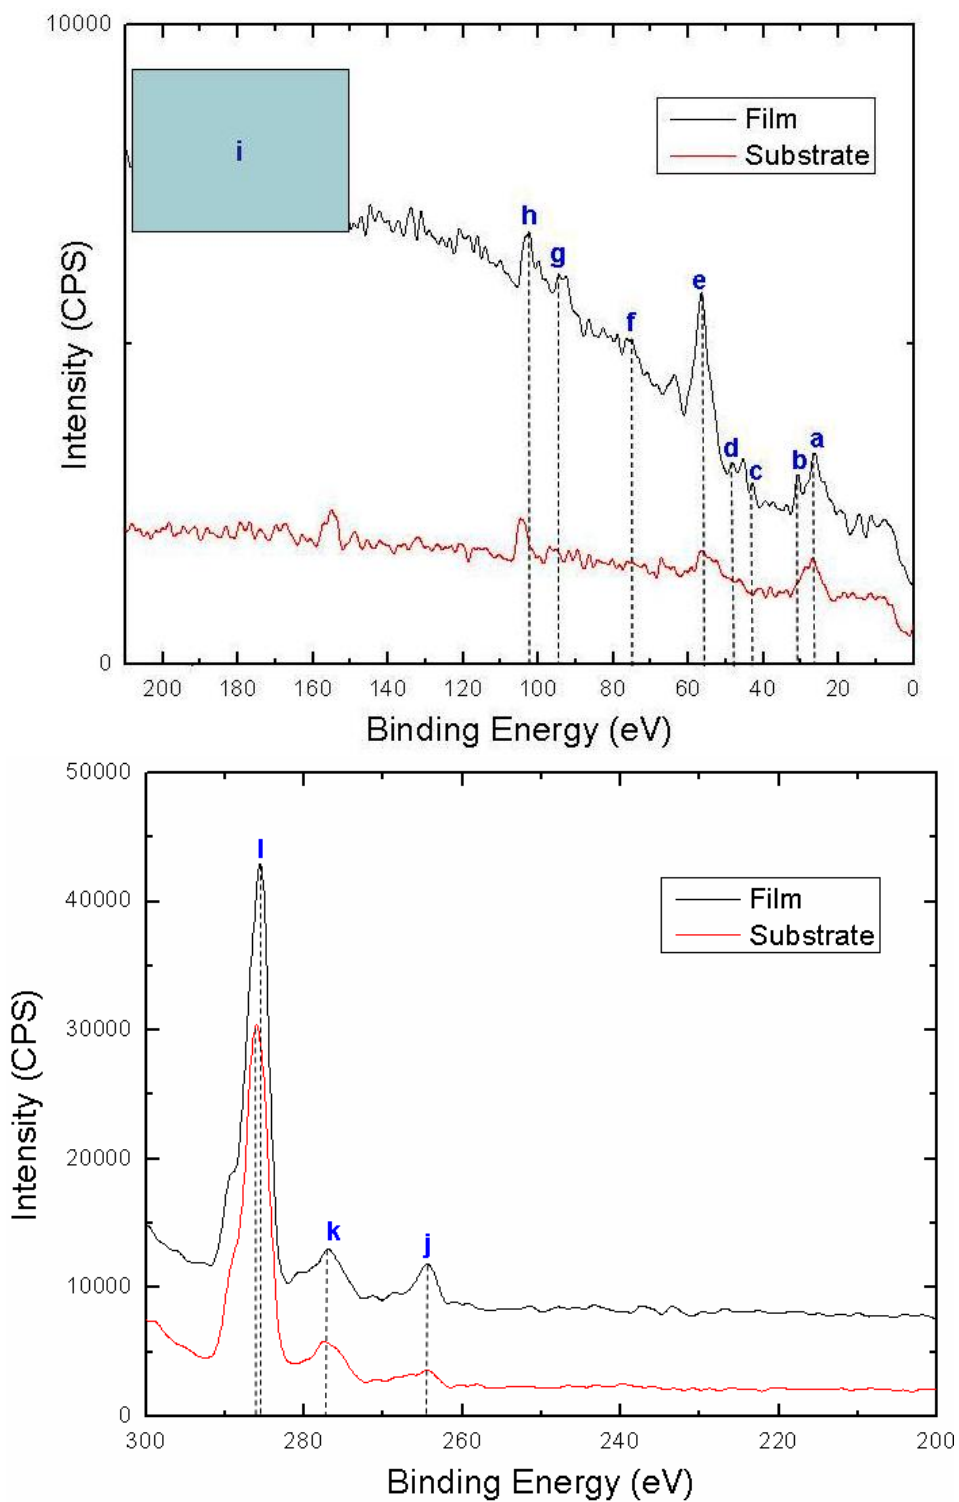 10000
i
Film
Substrate
h
g
e
f
d
b
a
c
Intensity (CPS)
0
200 180 160 140 120 100 80 60 40 20 0
Binding Energy (eV)
50000
l
Film
40000
Substrate
30000
Intensity (CPS)
20000
k
j
10000
0
300 280 260 240 220 200
Binding Energy (eV)